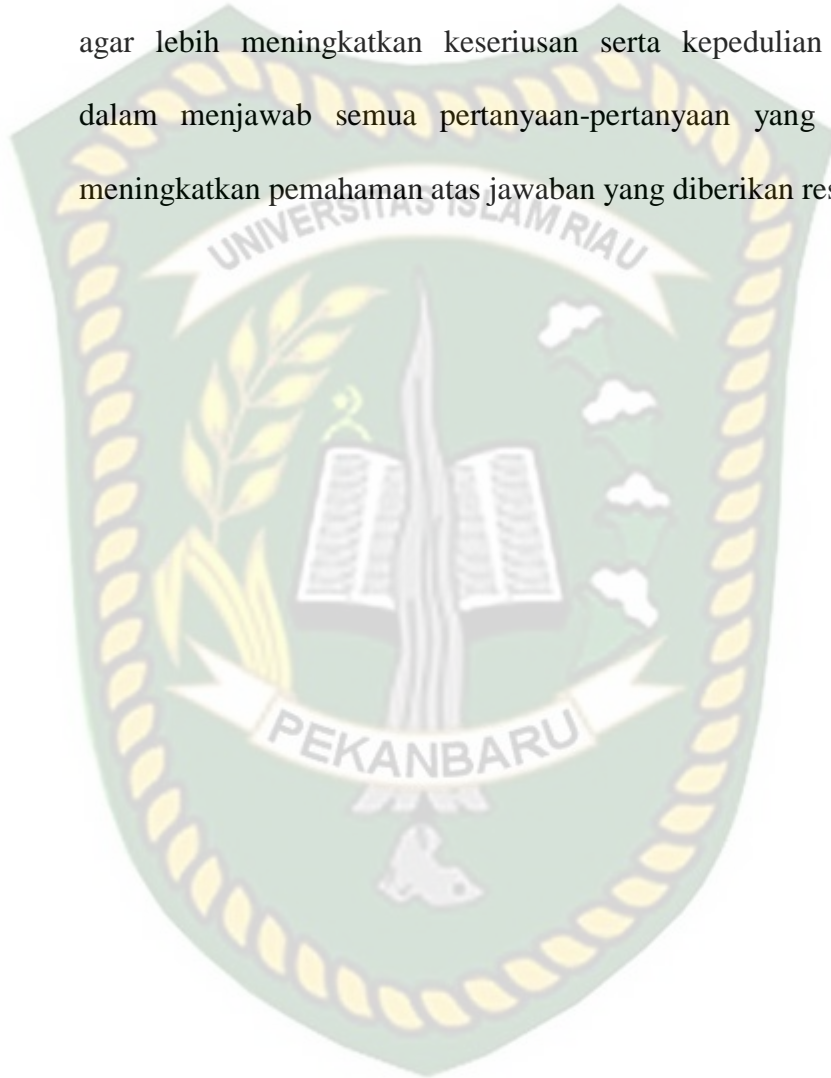 agar lebih meningkatkan keseriusan serta kepedulian
dalam menjawab semua pertanyaan-pertanyaan yang
meningkatkan pemahaman atas jawaban yang diberikan
UNIVERSITAS ISLAM RIAU
PEKANBARU